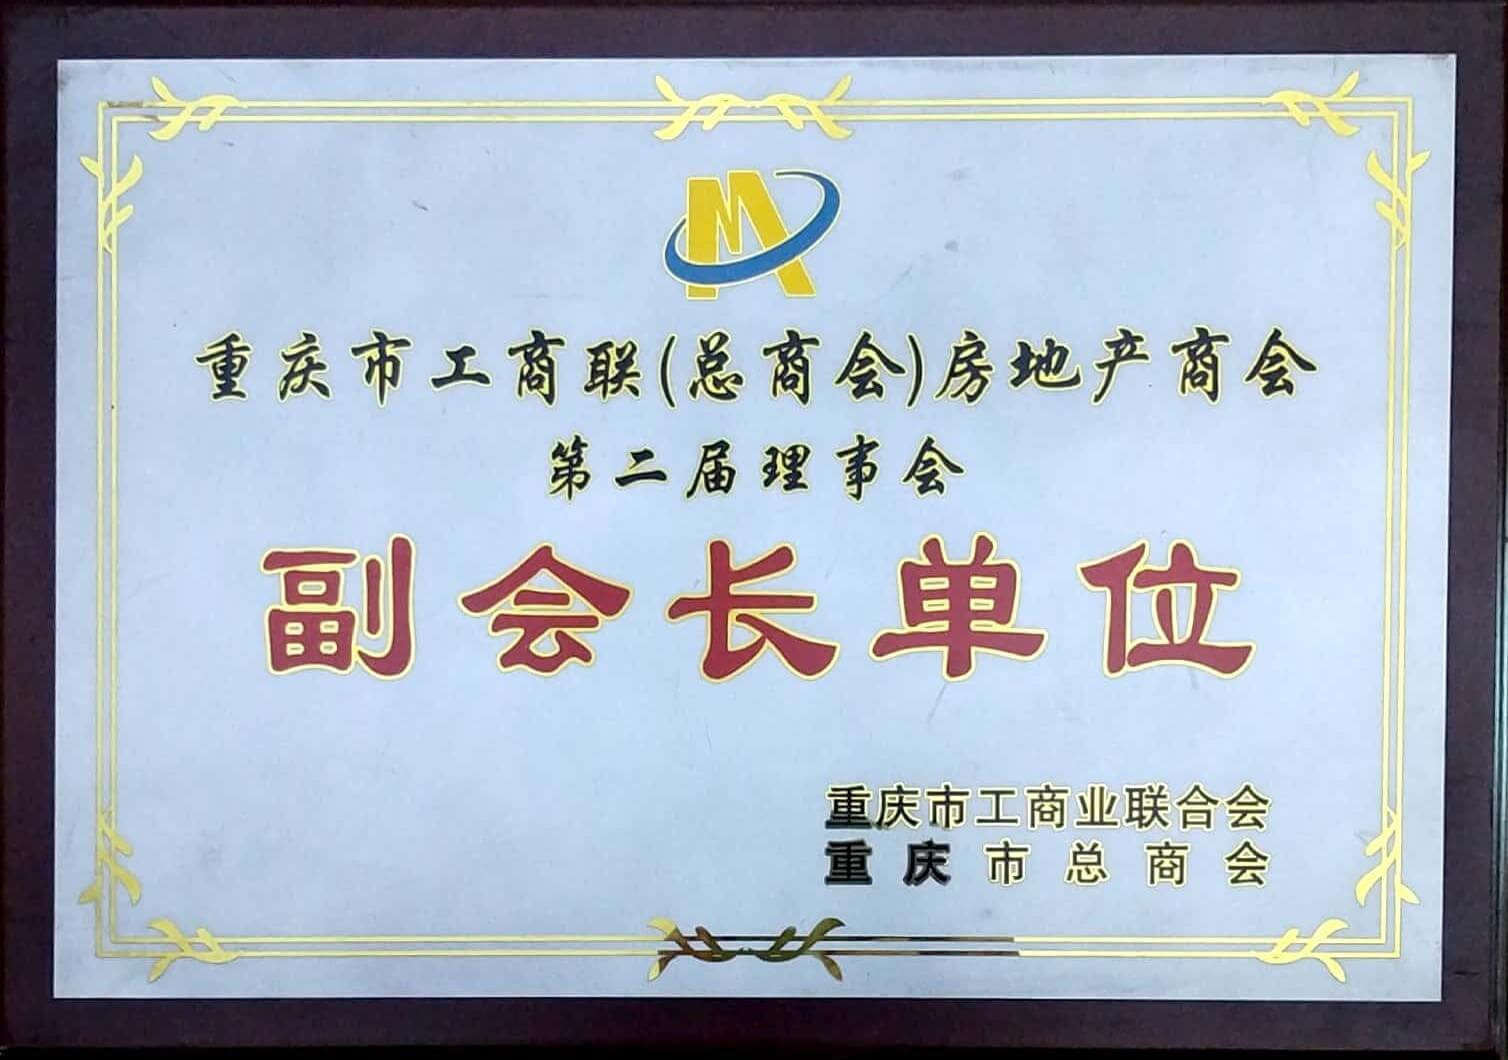 重庆市工商联(总商会)房地产商会
第二届理事会
副会长单位
重庆市工商业联合会
重庆市总商会